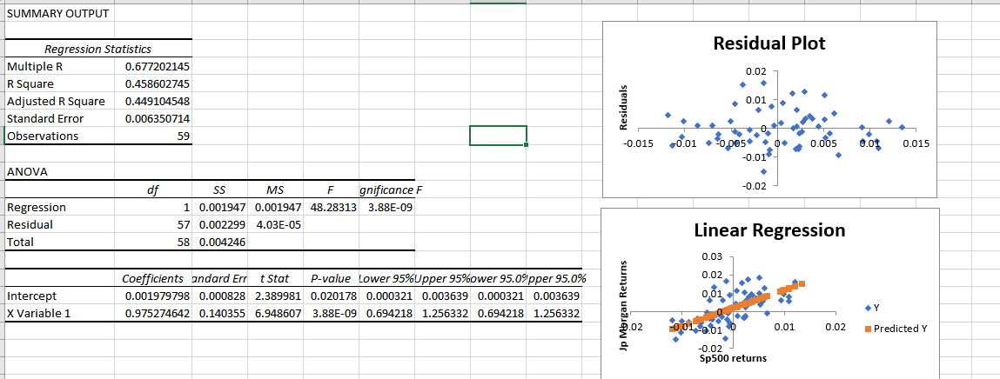 SUMMARY OUTPUT
Regression Statistics
Multiple R 0.677202145
R Square 0.458602745
Adjusted R Square 0.449104548
Standard Error 0.006350714
Observations 59
ANOVA
df SS MS F gnificance F
Regression 1 0.001947 0.001947 48.28313 3.88E-09
Residual 57 0.002299 4.03E-05
Total 58 0.004246
Coefficients andard Err t Stat P-value Lower 95% Upper 95% ower 95.0% pper 95.0%
Intercept 0.001979798 0.000828 2.389981 0.020178 0.000321 0.003639 0.000321 0.003639
X Variable 1 0.975274642 0.140355 6.948607 3.88E-09 0.694218 1.256332 0.694218 1.256332
Residual Plot
Residuals
0.02
0.01
0
-0.015 -0.01 -0.005 0 0.005 0.01 0.015
-0.01
-0.02
Linear Regression
Jp Morgan Returns
0.03
0.02
0.01
0
-0.02 -0.01 0 0.01 0.02
-0.01
-0.02
Sp500 returns
Y
Predicted Y